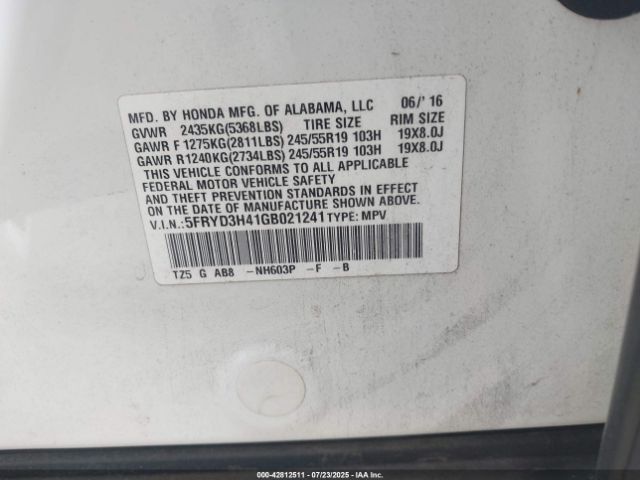 MFD. BY HONDA MFG. OF ALABAMA, LLC 06/'16
GVWR 2435KG(5368LBS) TIRE SIZE RIM SIZE
GAWR F 1275KG(2811LBS) 245/55R19 103H 19X8.0J
GAWR R1240KG(2734LBS) 245/55R19 103H 19X8.0J
THIS VEHICLE CONFORMS TO ALL APPLICABLE
FEDERAL MOTOR VEHICLE SAFETY
AND THEFT PREVENTION STANDARDS IN EFFECT
ON THE DATE OF MANUFACTURE SHOWN ABOVE.
V.I.N.:5FRYD3H41GB021241 TYPE: MPV
TZ5 G AB8 -NH603P -F -B
000-42812511 - 07/23/2025 - IAAI.com